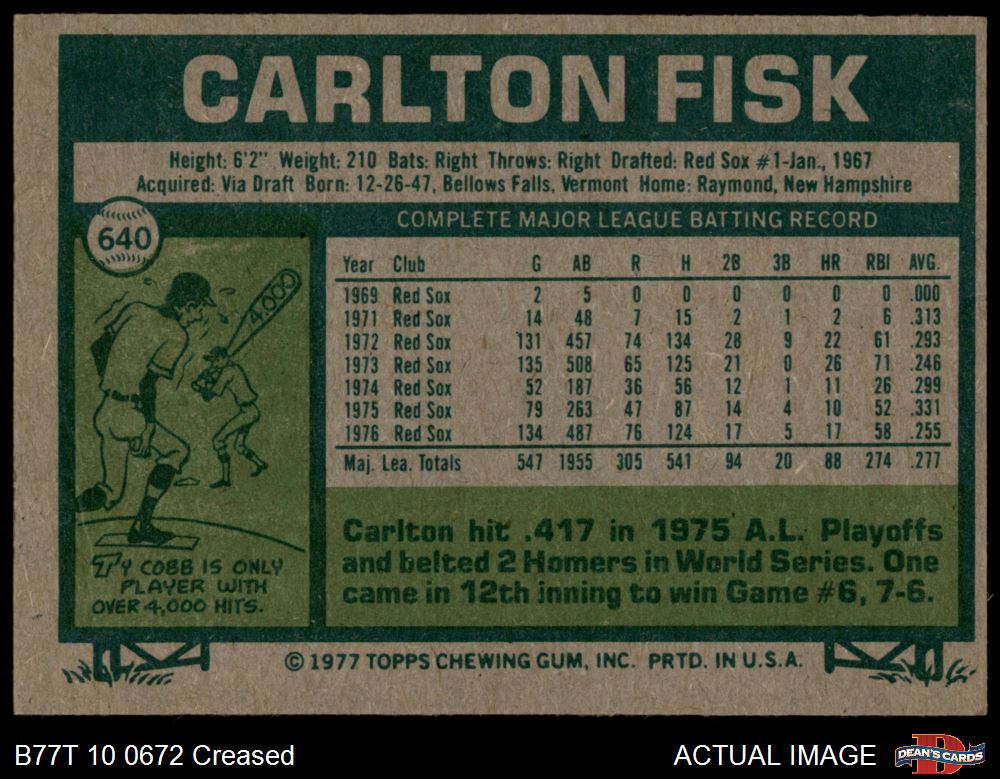 CARLTON FISK
Height: 6'2" Weight: 210 Bats: Right Throws: Right Drafted: Red Sox #1-Jan., 1967
Acquired: Via Draft Born: 12-26-47, Bellows Falls, Vermont Home: Raymond, New Hampshire
640
COMPLETE MAJOR LEAGUE BATTING RECORD
Year Club G AB R H 2B 3B HR RBI AVG.
1969 Red Sox 2 5 0 0 0 0 0 0 .000
1971 Red Sox 14 48 7 15 2 1 2 6 .313
1972 Red Sox 131 457 74 134 28 9 22 61 .293
1973 Red Sox 135 508 65 125 21 0 26 71 .246
1974 Red Sox 52 187 36 56 12 1 11 26 .299
1975 Red Sox 79 263 47 87 14 4 10 52 .331
1976 Red Sox 134 487 76 124 17 5 17 58 .255
Maj. Lea. Totals 547 1955 305 541 94 20 88 274 .277
4,000
TY COBB IS ONLY
PLAYER WITH
OVER 4,000 HITS.
Carlton hit .417 in 1975 A.L. Playoffs
and belted 2 Homers in World Series. One
came in 12th inning to win Game #6, 7-6.
© 1977 TOPPS CHEWING GUM, INC. PRTD. IN U.S.A.
B77T 10 0672 Creased
ACTUAL IMAGE
D
DEAN'S CARDS